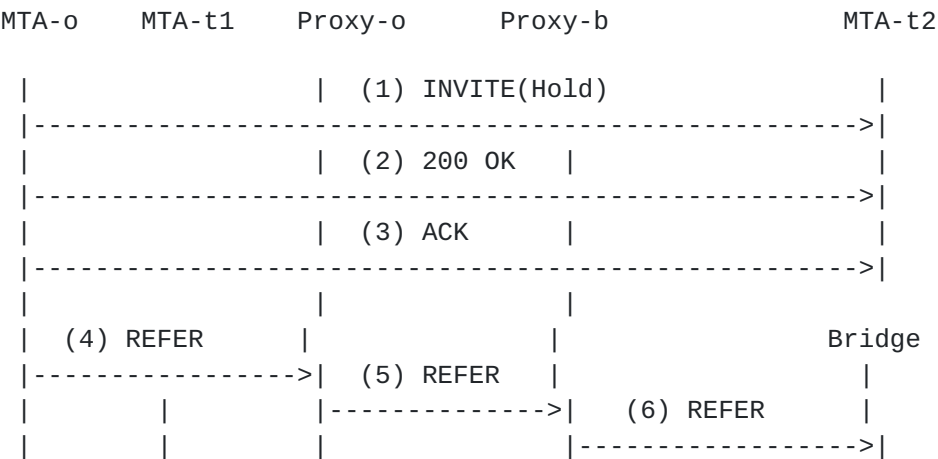 MTA-o MTA-t1 Proxy-o Proxy-b MTA-t2
(1) INVITE(Hold)
(2) 200 OK
(3) ACK
(4) REFER Bridge
(5) REFER
(6) REFER